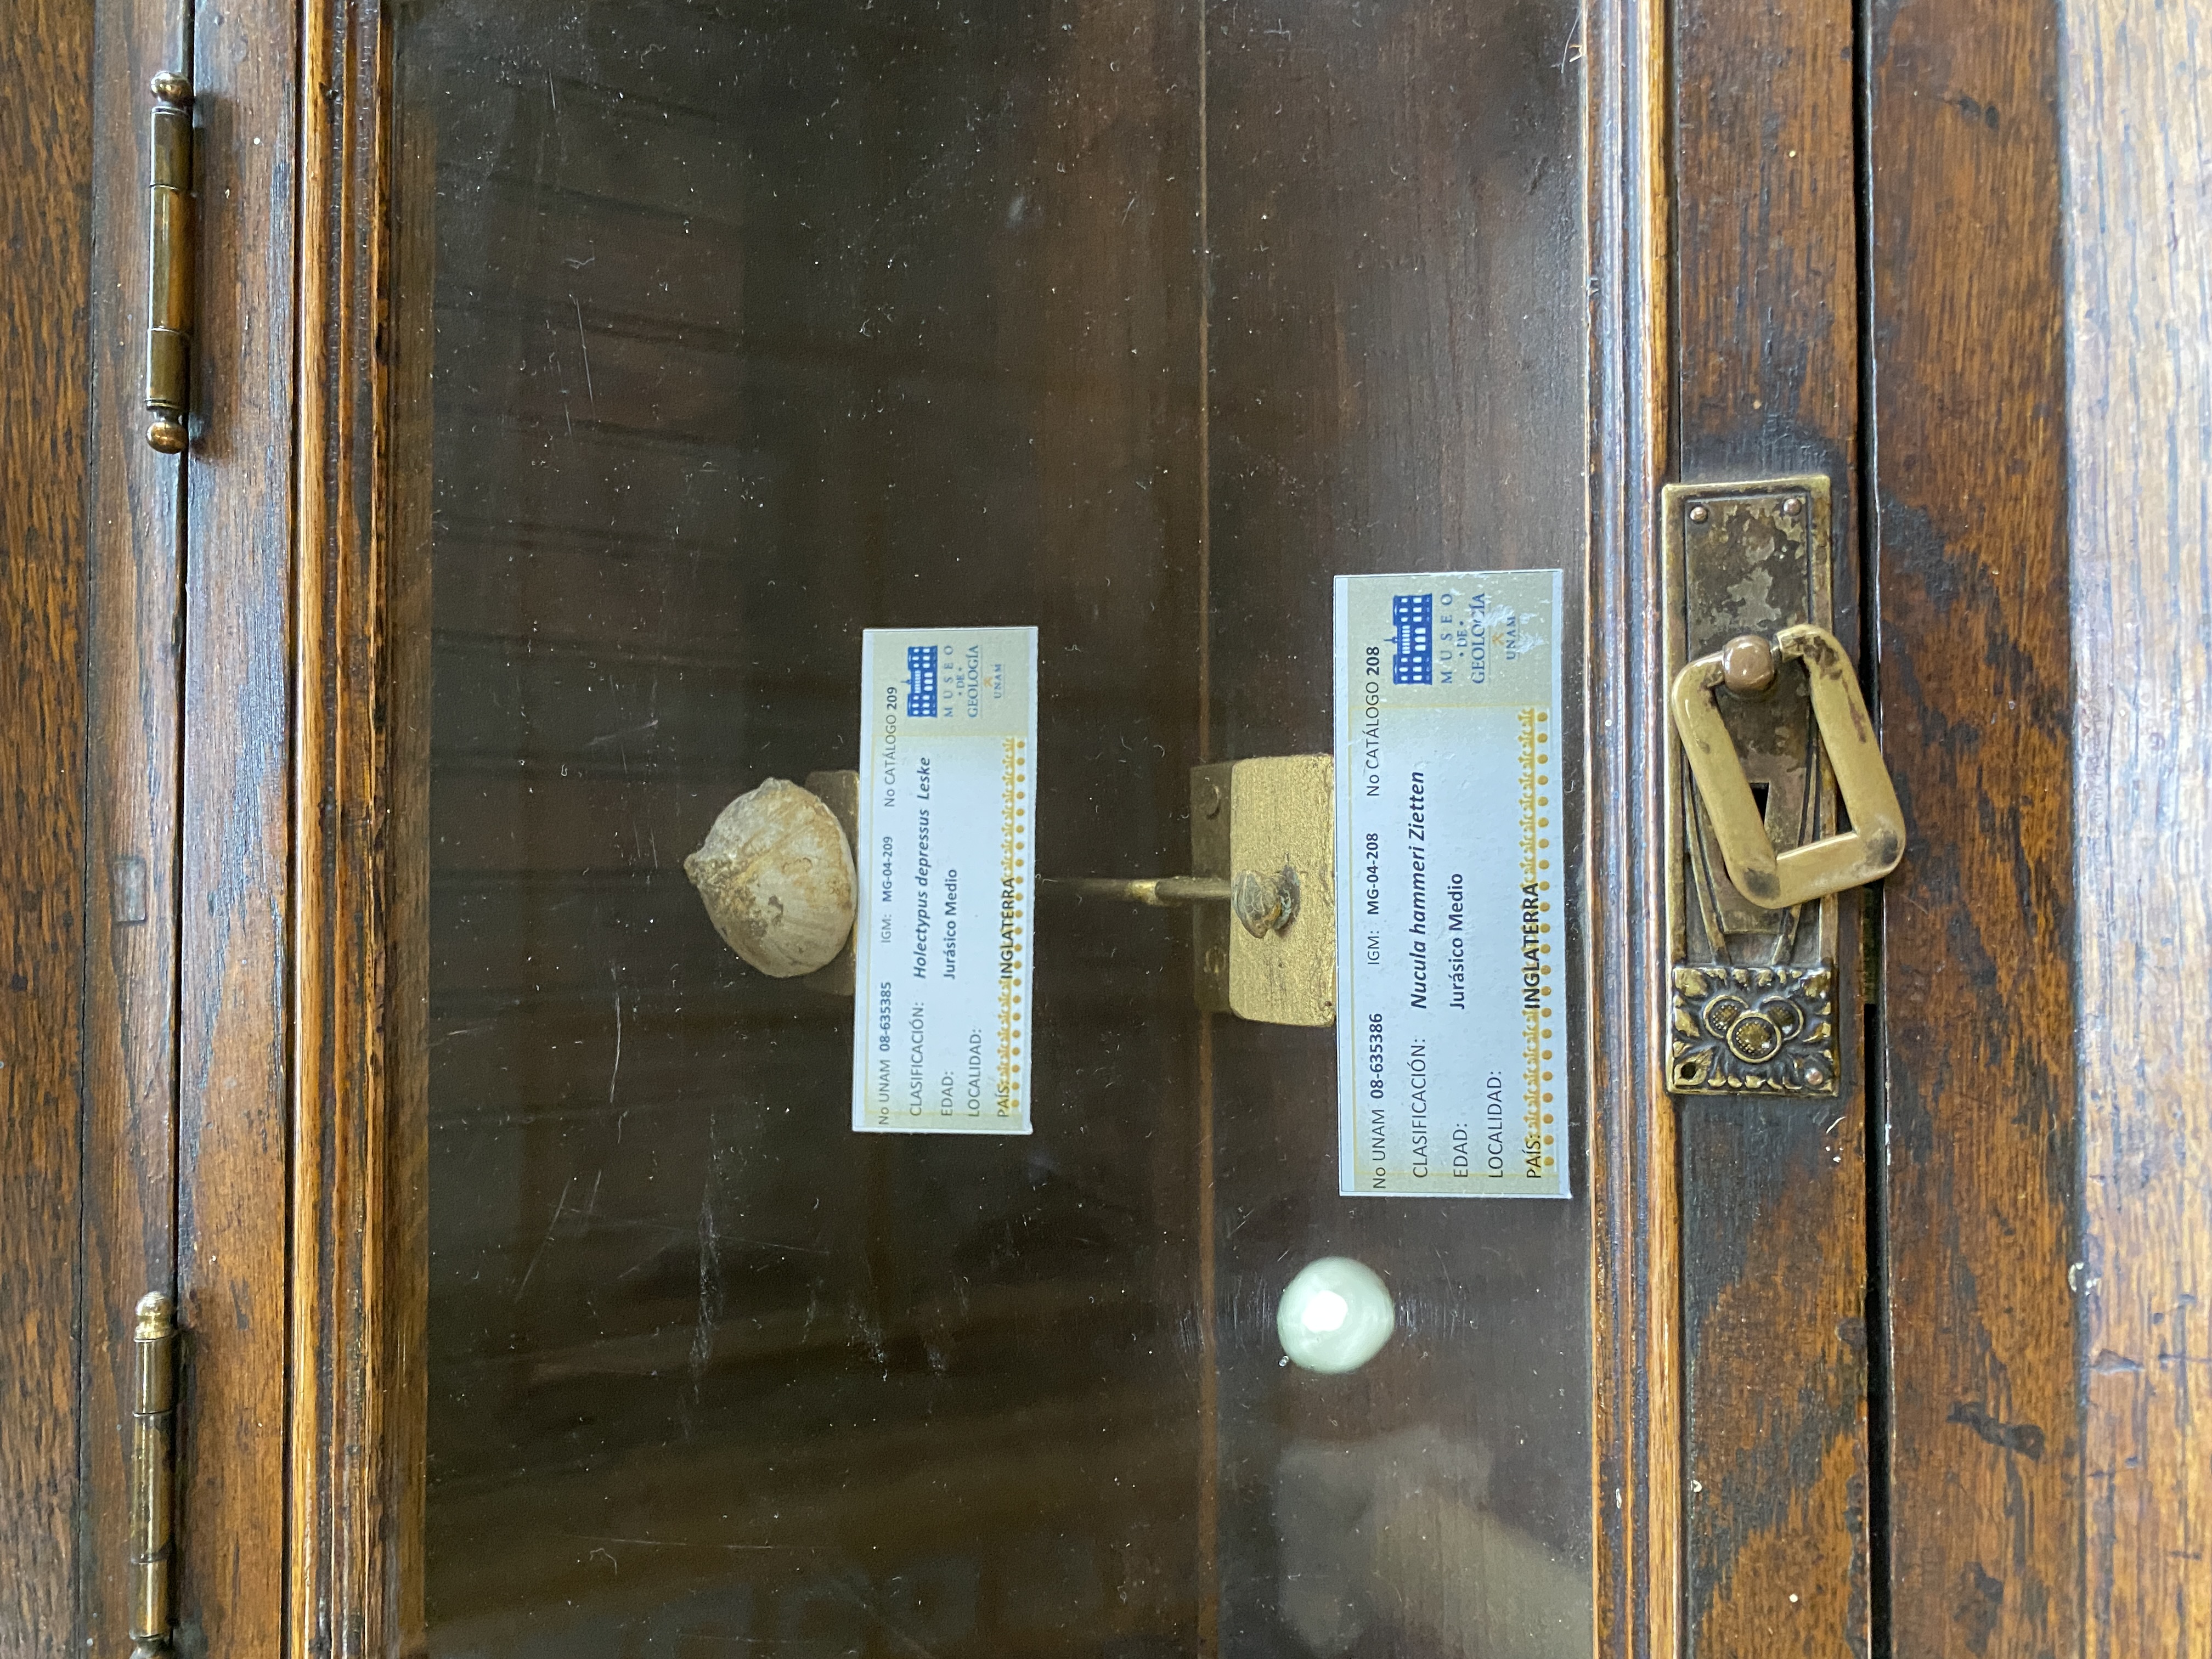 No UNAM 08-635385 IGM: MG-04-209 No CATÁLOGO 209
CLASIFICACIÓN: Holectypus depressus Leske
EDAD: Jurásico Medio
LOCALIDAD:
PAÍS: INGLATERRA
MUSEO
DE
GEOLOGÍA
UNAM
No UNAM 08-635386 IGM: MG-04-208 No CATÁLOGO 208
CLASIFICACIÓN: Nucula hammeri Zietten
EDAD: Jurásico Medio
LOCALIDAD:
PAÍS: INGLATERRA
MUSEO
• DE •
GEOLOGÍA
UNAM